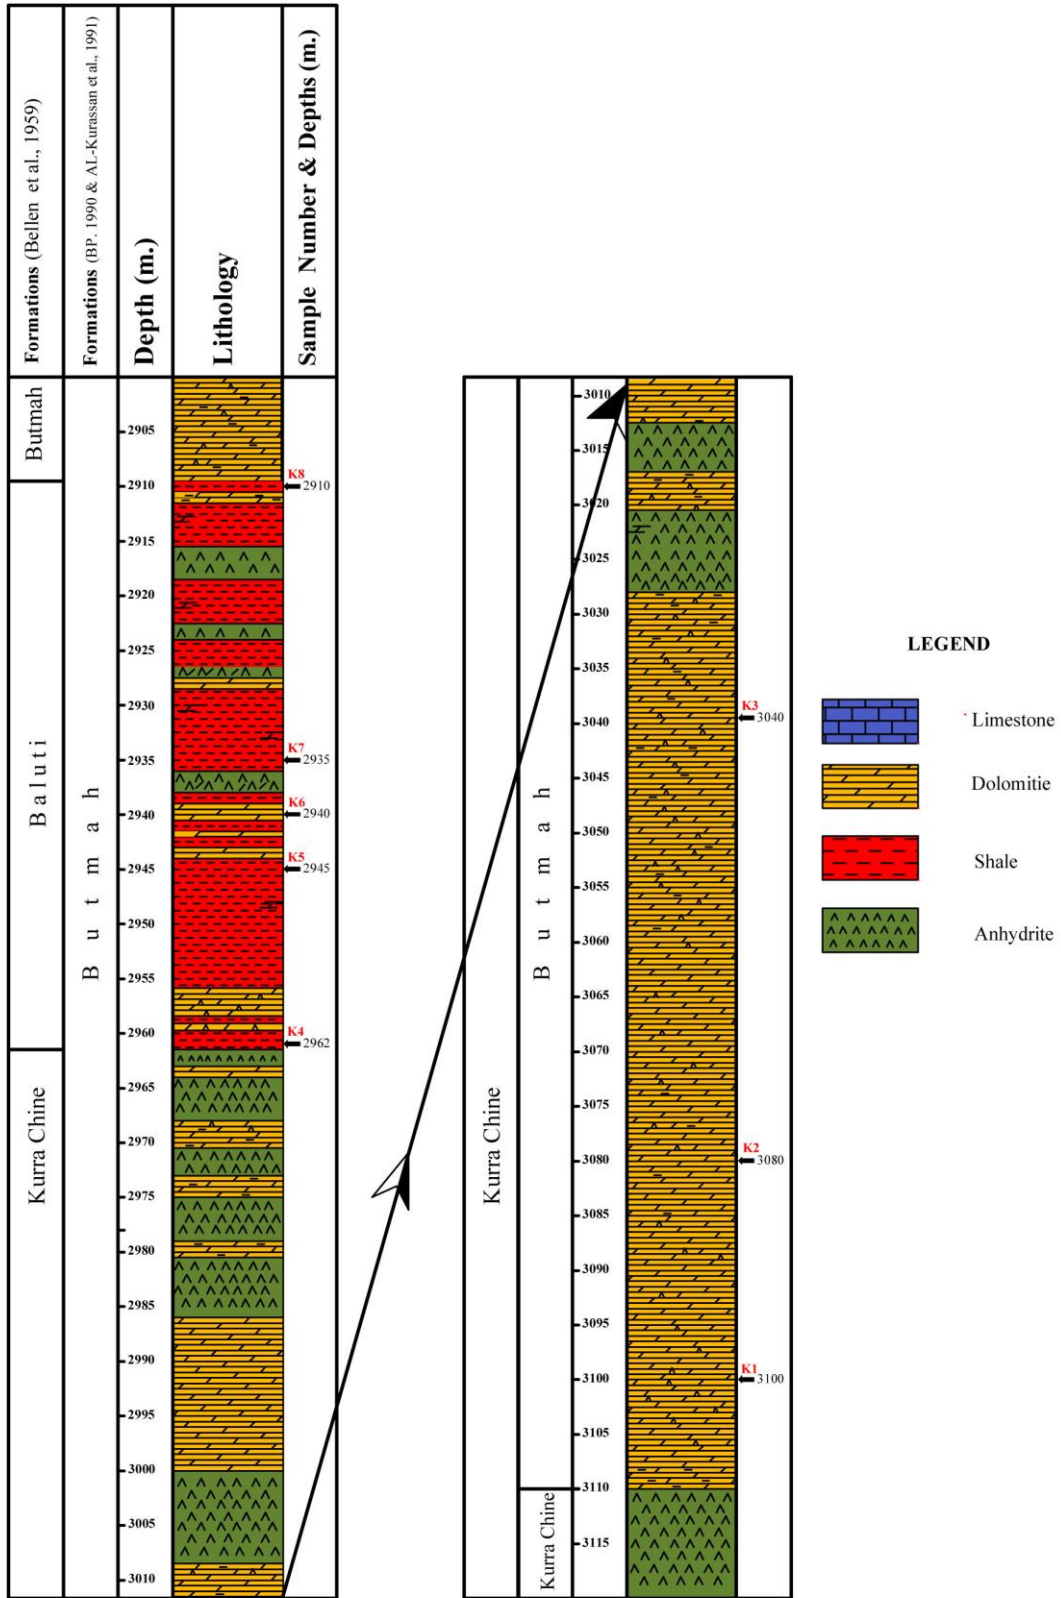 Formations (Bellen et al., 1959)
Formations (BP. 1990 & AL-Kurassan et al., 1991)
Depth (m.)
Lithology
Sample Number & Depths (m.)
Butmah
Baluti
Kurra Chine
Butmah
2905
2910
2915
2920
2925
2930
2935
2940
2945
2950
2955
2960
2965
2970
2975
2980
2985
2990
2995
3000
3005
3010
K8
2910
K7
2935
K6
2940
K5
2945
K4
2962
Kurra Chine
Butmah
Kurra Chine
3010
3015
3020
3025
3030
3035
3040
3045
3050
3055
3060
3065
3070
3075
3080
3085
3090
3095
3100
3105
3110
3115
K3
3040
K2
3080
K1
3100
LEGEND
Limestone
Dolomitie
Shale
Anhydrite